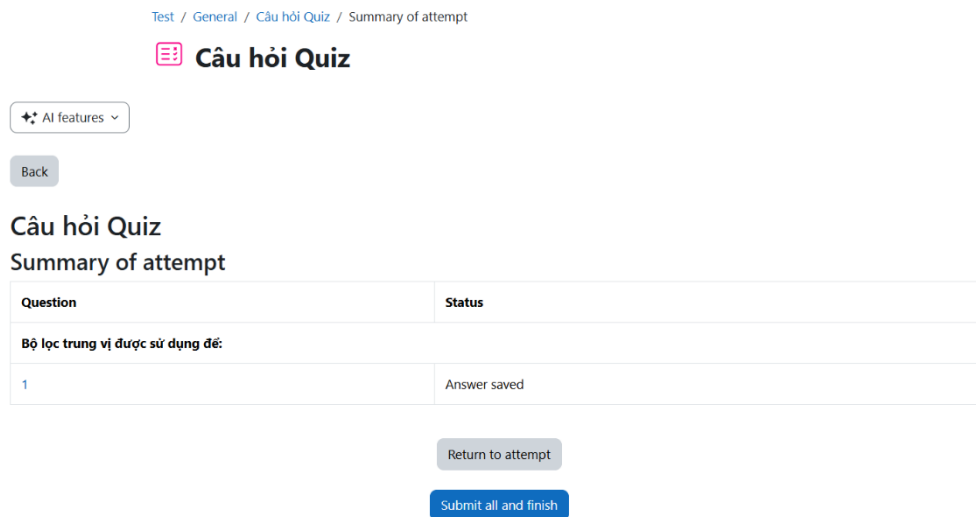 Test / General / Câu hỏi Quiz / Summary of attempt
Câu hỏi Quiz
AI features
Back
Câu hỏi Quiz
Summary of attempt
Question Status
Bộ lọc trung vị được sử dụng để:
1 Answer saved
Return to attempt
Submit all and finish